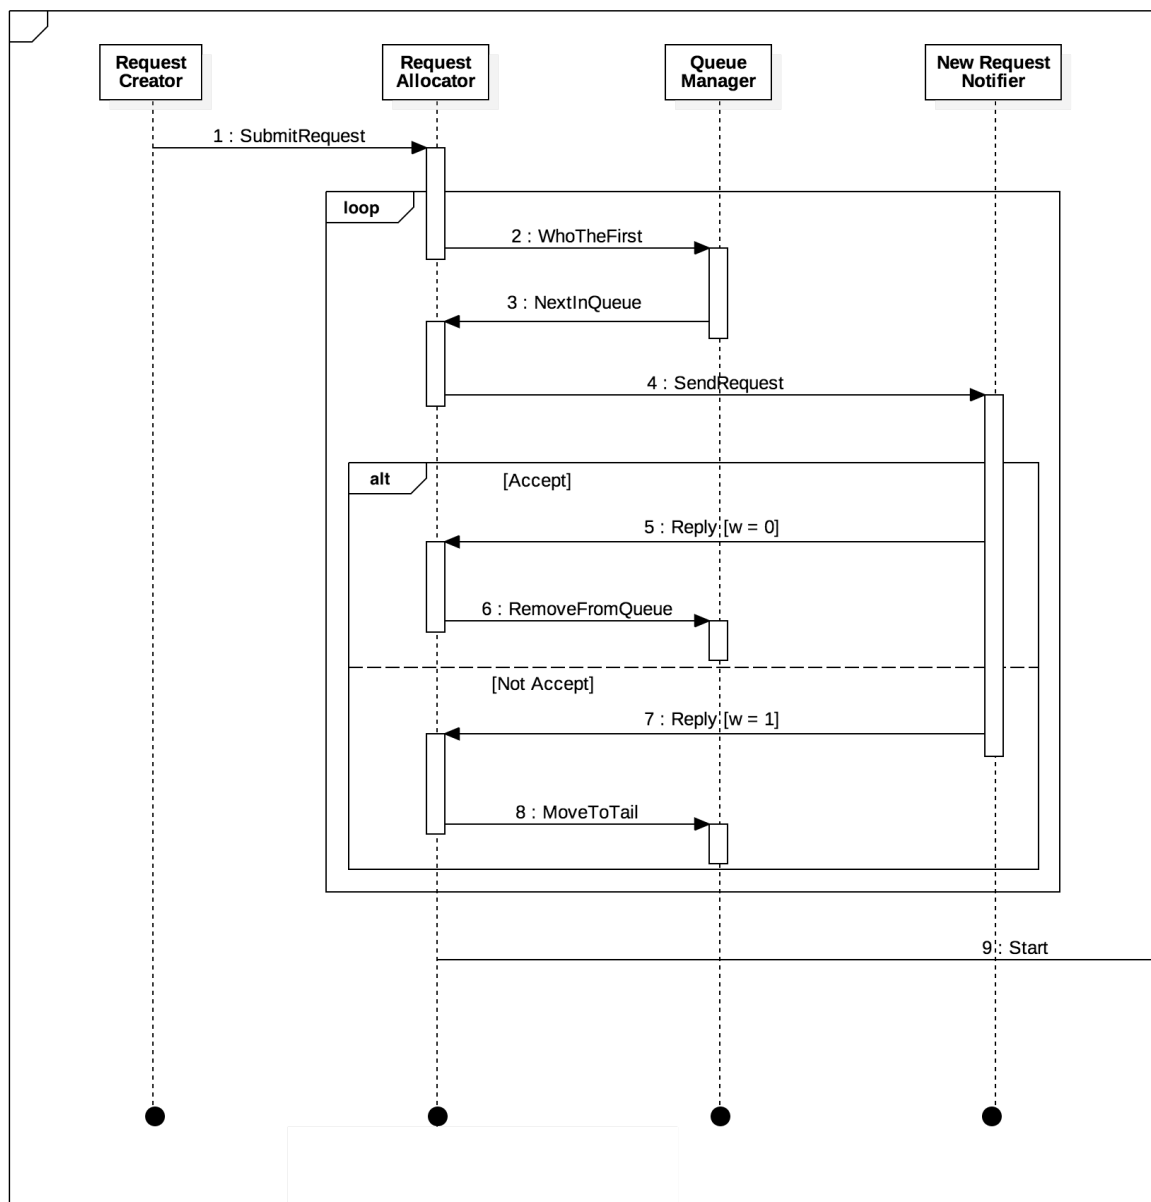 Request
Creator
Request
Allocator
Queue
Manager
New Request
Notifier
1 : SubmitRequest
loop
2 : WhoTheFirst
3 : NextInQueue
4 : SendRequest
alt
[Accept]
5 : Reply [w = 0]
6 : RemoveFromQueue
[Not Accept]
7 : Reply [w = 1]
8 : MoveToTail
9 : Start